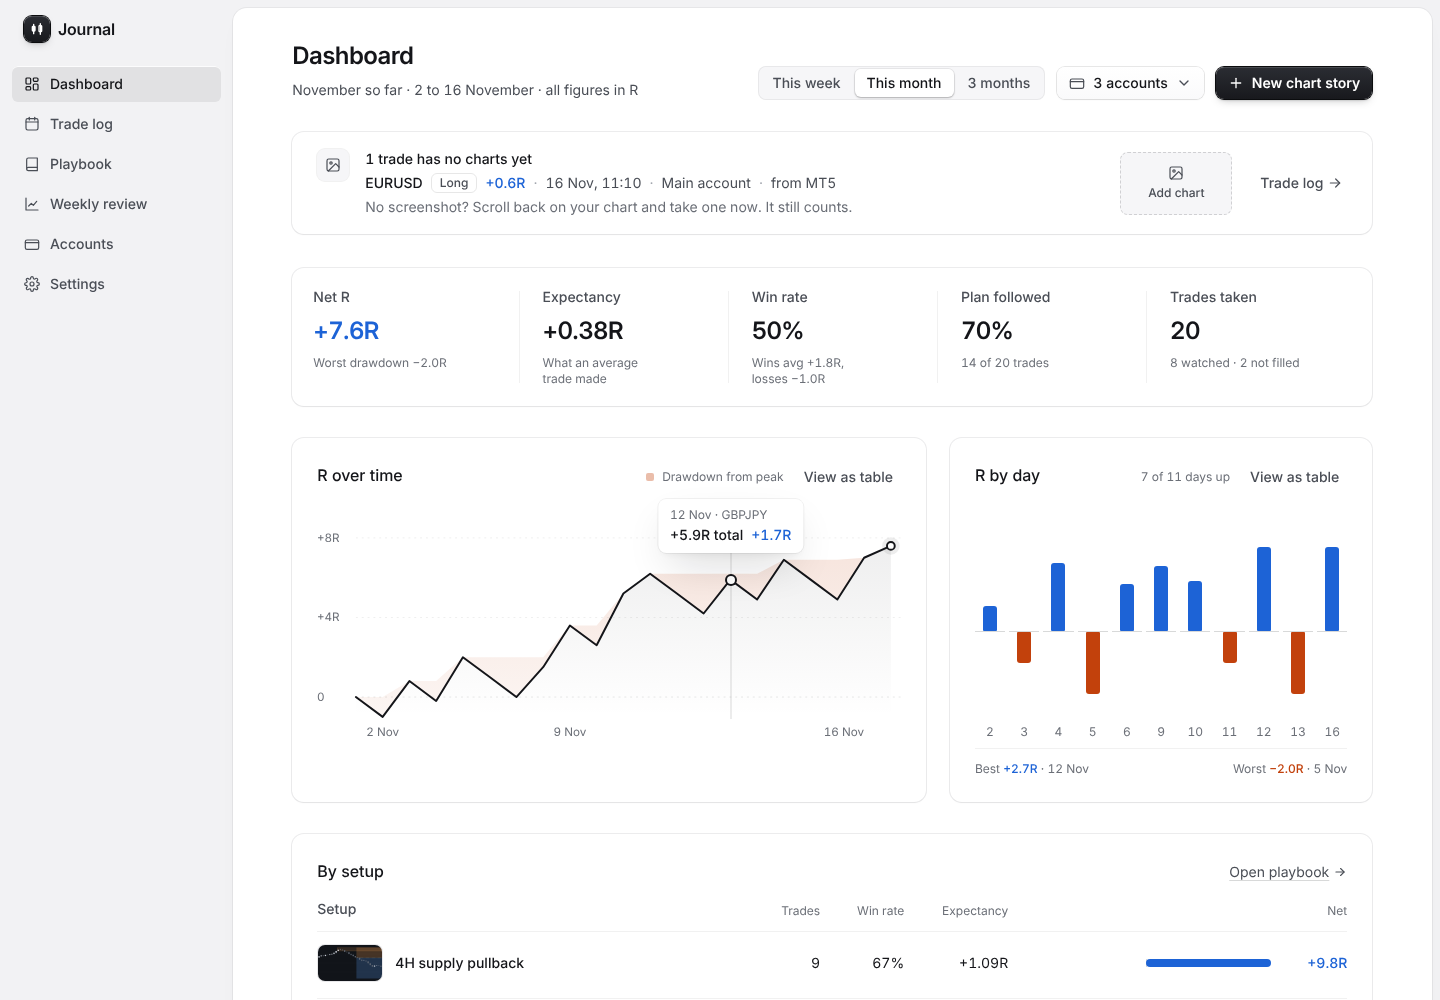 Journal
Dashboard
Trade log
Playbook
Weekly review
Accounts
Settings
Dashboard
November so far · 2 to 16 November · all figures in R
This week
This month
3 months
3 accounts
New chart story
1 trade has no charts yet
EURUSD Long +0.6R · 16 Nov, 11:10 · Main account · from MT5
No screenshot? Scroll back on your chart and take one now. It still counts.
Add chart
Trade log →
Net R
+7.6R
Worst drawdown −2.0R
Expectancy
+0.38R
What an average
trade made
Win rate
50%
Wins avg +1.8R,
losses −1.0R
Plan followed
70%
14 of 20 trades
Trades taken
20
8 watched · 2 not filled
R over time
Drawdown from peak
View as table
12 Nov · GBPJPY
+5.9R total +1.7R
+8R
+4R
0
2 Nov
9 Nov
16 Nov
R by day
7 of 11 days up
View as table
2 3 4 5 6 9 10 11 12 13 16
Best +2.7R · 12 Nov
Worst −2.0R · 5 Nov
By setup
Open playbook →
Setup Trades Win rate Expectancy Net
4H supply pullback 9 67% +1.09R +9.8R